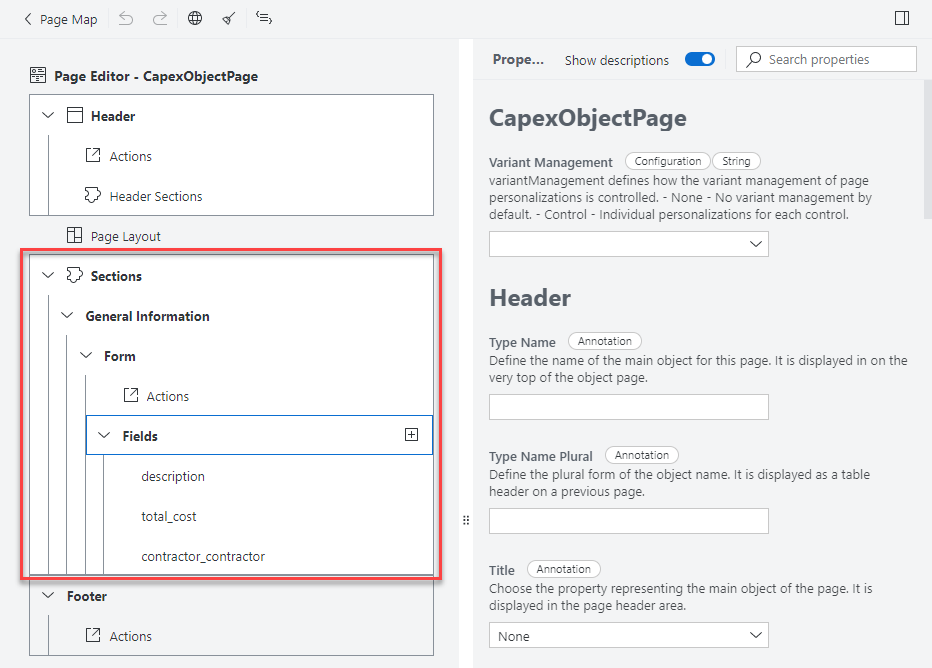 Page Map
Page Editor - CapexObjectPage
Header
Actions
Header Sections
Page Layout
Sections
General Information
Form
Actions
Fields
description
total_cost
contractor_contractor
Footer
Actions
Prope...
Show descriptions
Search properties
CapexObjectPage
Variant Management Configuration String
variantManagement defines how the variant management of page
personalizations is controlled. - None - No variant management by
default. - Control - Individual personalizations for each control.
Header
Type Name Annotation
Define the name of the main object for this page. It is displayed in on the
very top of the object page.
Type Name Plural Annotation
Define the plural form of the object name. It is displayed as a table
header on a previous page.
Title Annotation
Choose the property representing the main object of the page. It is
displayed in the page header area.
None